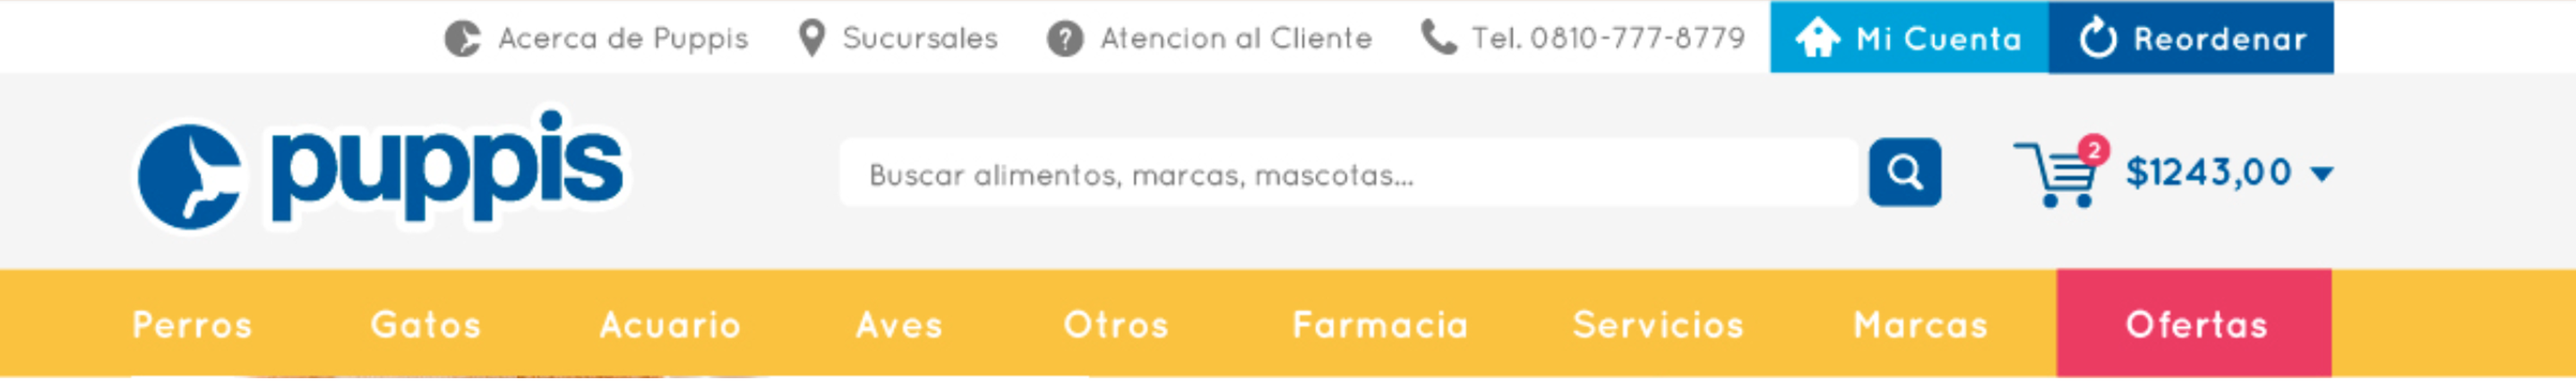 Acerca de Puppis Sucursales Atencion al Cliente Tel. 0810-777-8779 Mi Cuenta Reordenar
puppis Buscar alimentos, marcas, mascotas... 2 $1243,00
Perros Gatos Acuario Aves Otros Farmacia Servicios Marcas Ofertas